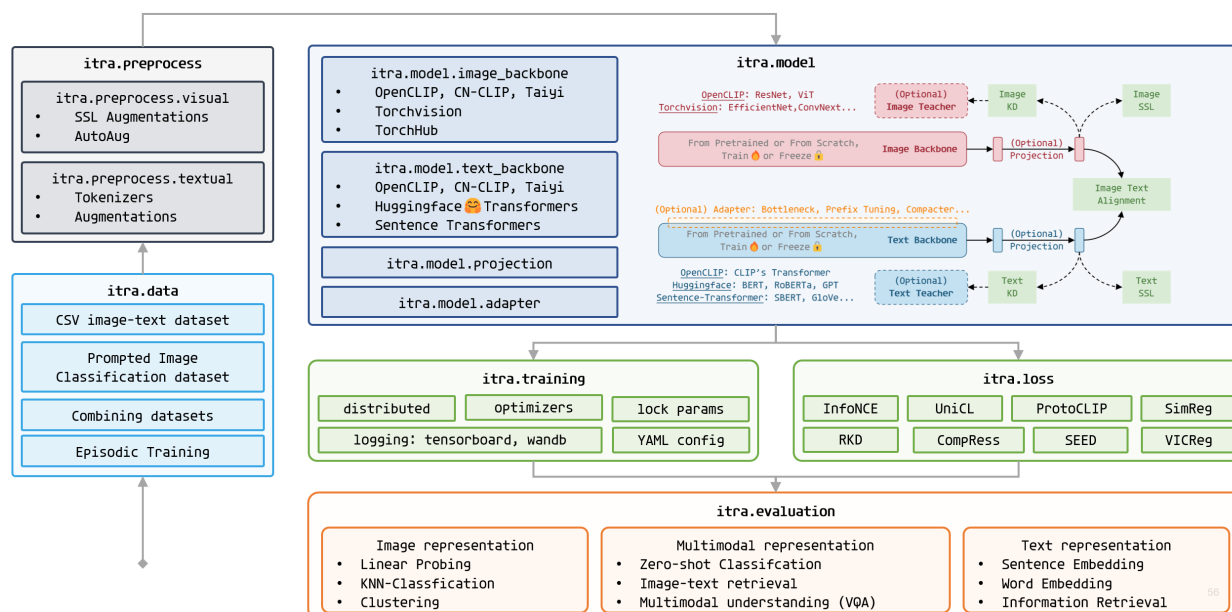 itra.preprocess
itra.preprocess.visual
• SSL Augmentations
• AutoAug
itra.preprocess.textual
• Tokenizers
• Augmentations
itra.data
CSV image-text dataset
Prompted Image
Classification dataset
Combining datasets
Episodic Training
itra.model
itra.model.image_backbone
• OpenCLIP, CN-CLIP, Taiyi
• Torchvision
• TorchHub
itra.model.text_backbone
• OpenCLIP, CN-CLIP, Taiyi
• Huggingface🤗Transformers
• Sentence Transformers
itra.model.projection
itra.model.adapter
OpenCLIP: ResNet, ViT
Torchvision: EfficientNet,ConvNext...
(Optional)
Image Teacher
Image
KD
Image
SSL
From Pretrained or From Scratch,
Train🔥or Freeze🔓
Image Backbone
(Optional)
Projection
Image Text
Alignment
(Optional) Adapter: Bottleneck, Prefix Tuning, Compacter...
From Pretrained or From Scratch,
Train🔥or Freeze🔓
Text Backbone
(Optional)
Projection
OpenCLIP: CLIP's Transformer
Huggingface: BERT, RoBERTa, GPT
Sentence-Transformer: SBERT, GloVe...
(Optional)
Text Teacher
Text
KD
Text
SSL
itra.training
distributed
optimizers
lock params
logging: tensorboard, wandb
YAML config
itra.loss
InfoNCE
UniCL
ProtoCLIP
SimReg
RKD
CompRess
SEED
VICReg
itra.evaluation
Image representation
• Linear Probing
• KNN-Classfication
• Clustering
Multimodal representation
• Zero-shot Classifcation
• Image-text retrieval
• Multimodal understanding (VQA)
Text representation
• Sentence Embedding
• Word Embedding
• Information Retrieval
56